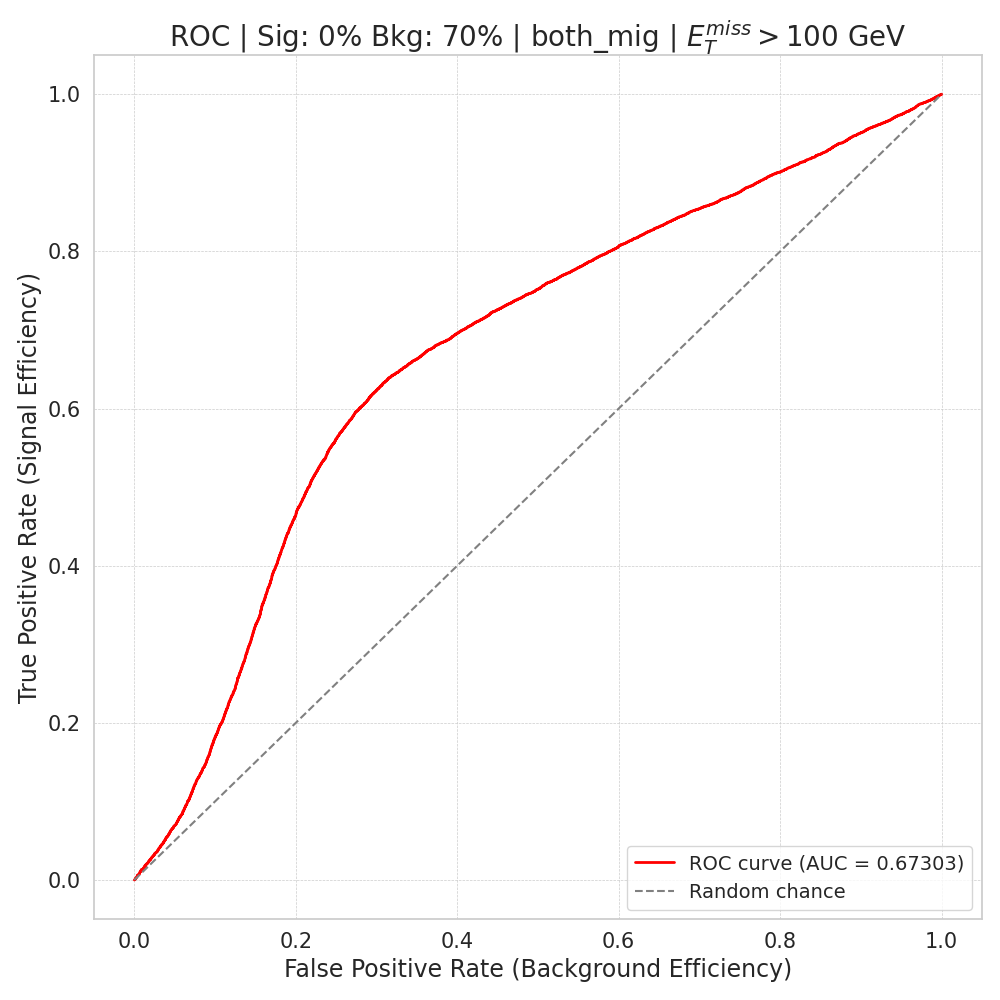 ROC | Sig: 0% Bkg: 70% | both_mig | $E_T^{miss} > 100$ GeV
1.0
0.8
0.6
0.4
0.2
0.0
True Positive Rate (Signal Efficiency)
ROC curve (AUC = 0.67303)
Random chance
0.0 0.2 0.4 0.6 0.8 1.0
False Positive Rate (Background Efficiency)